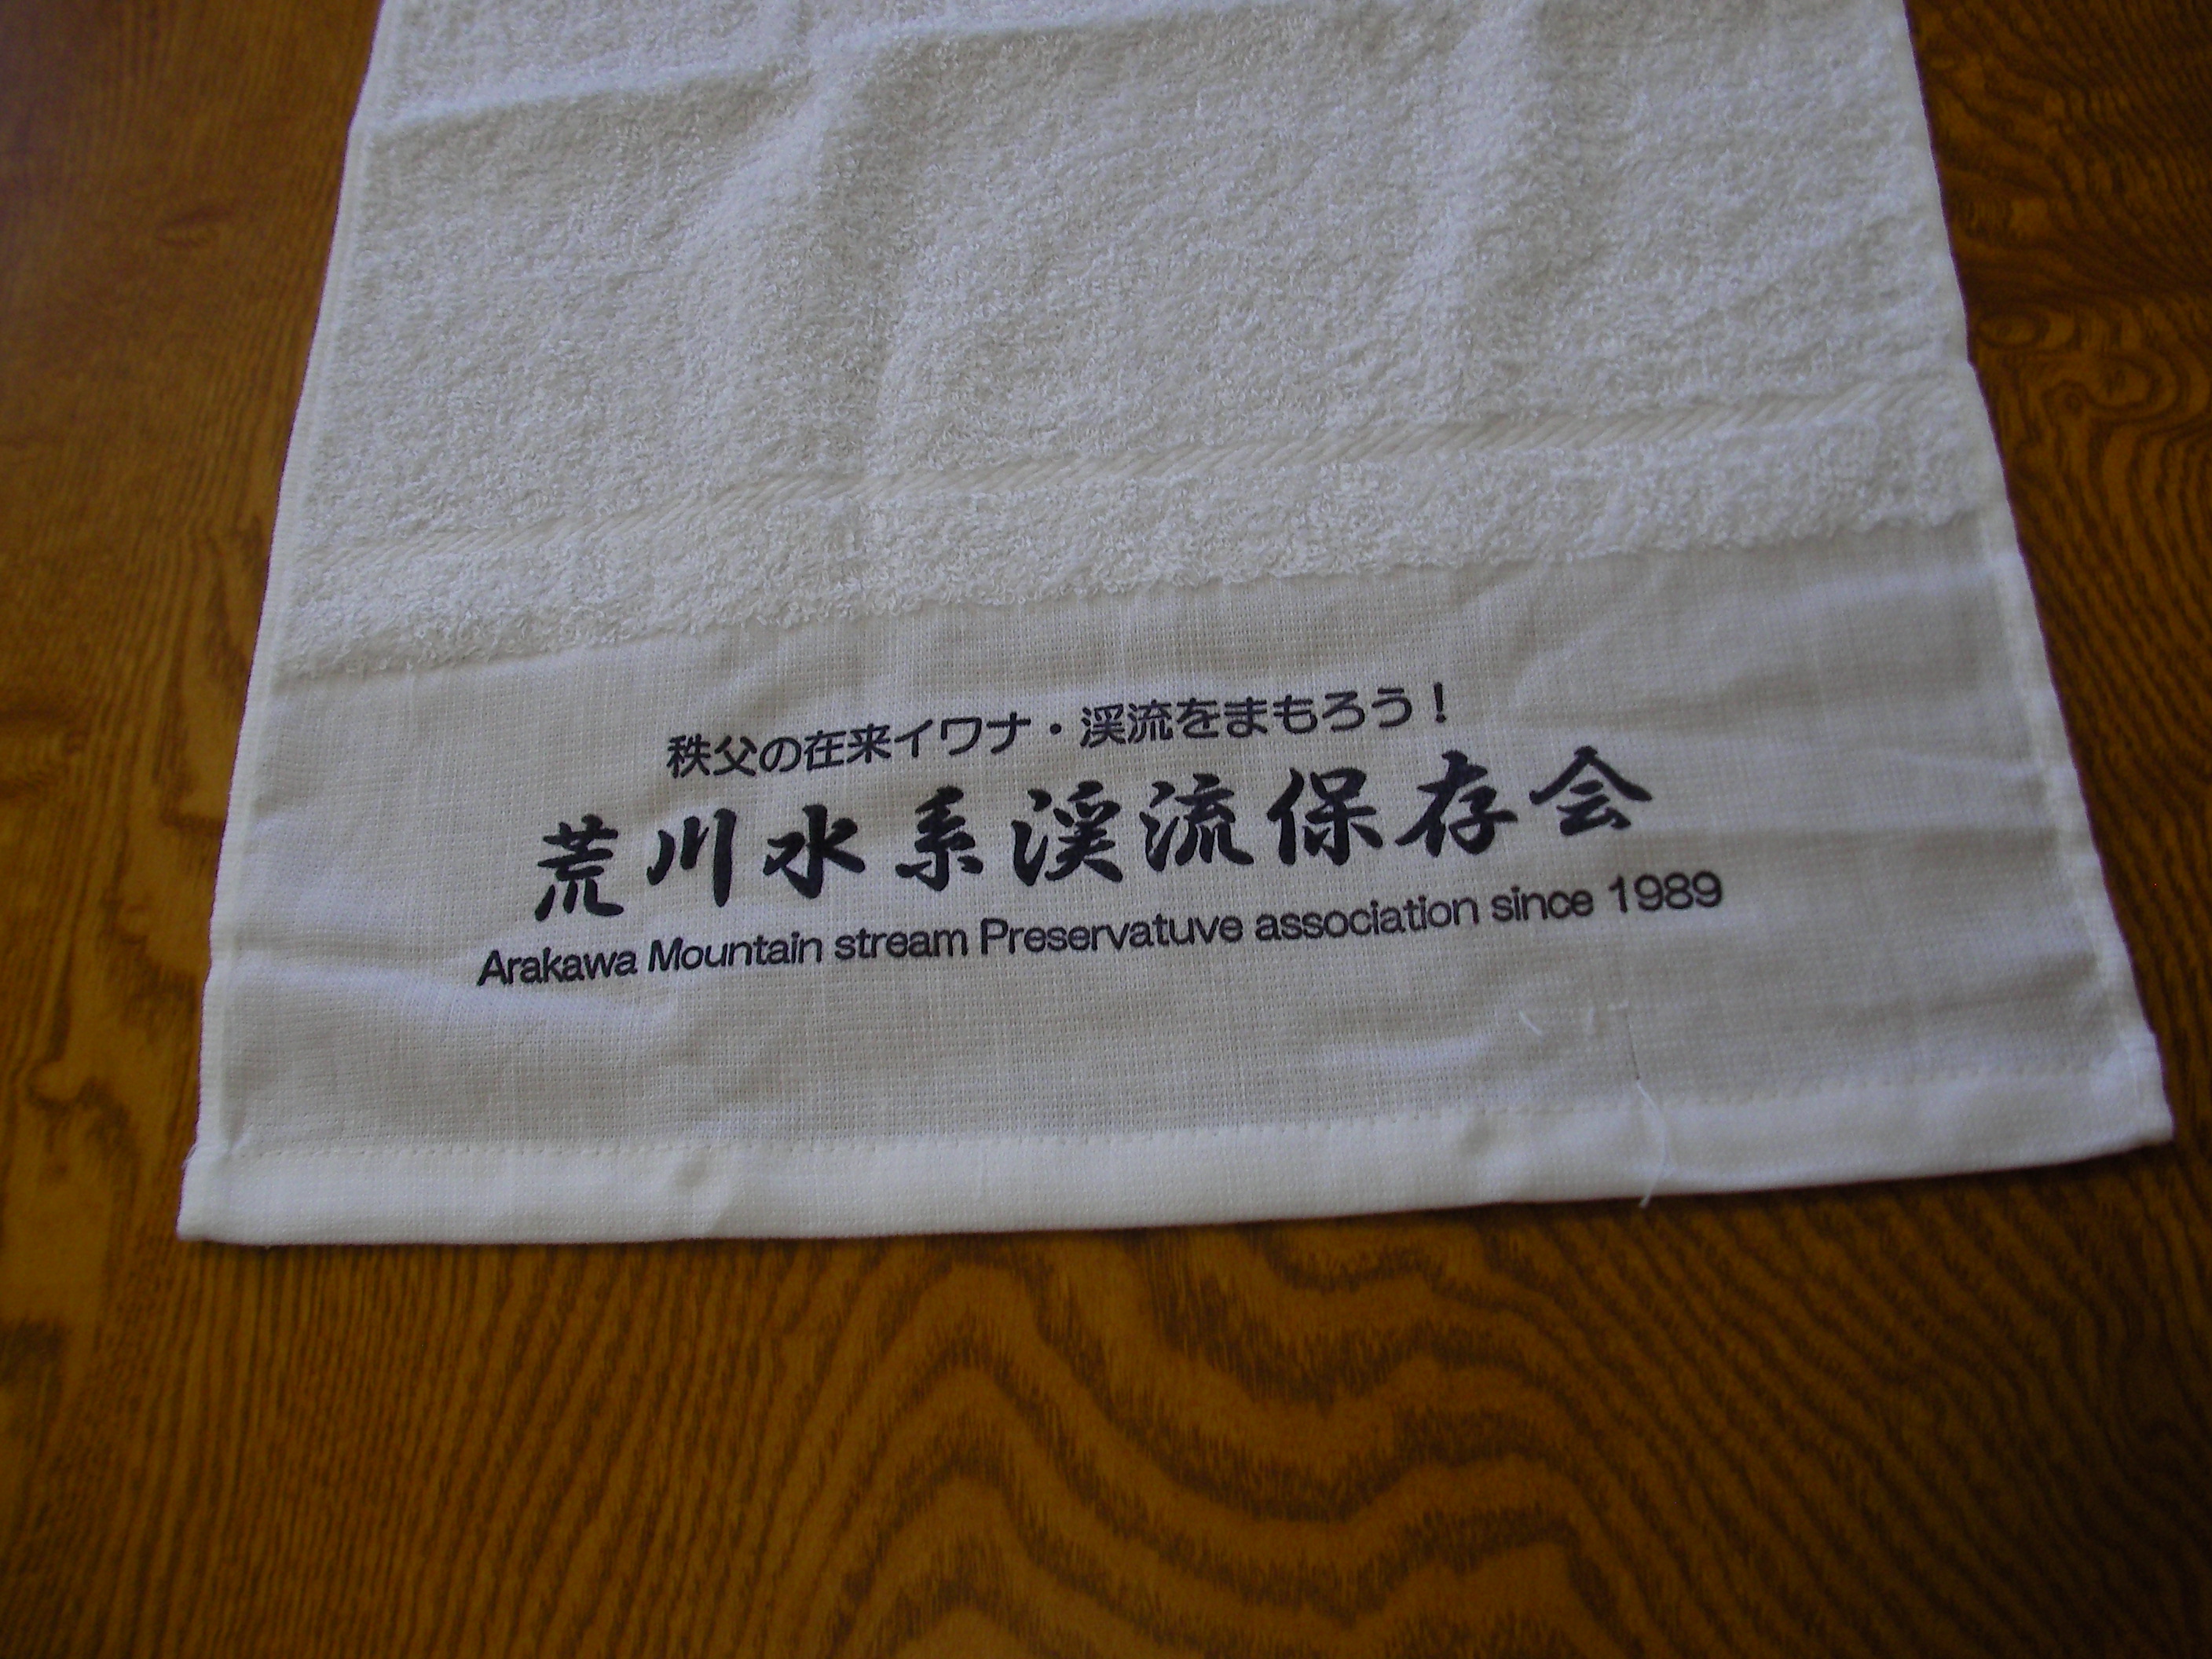 秩父の在来イワナ・渓流をまもろう！
荒川水系渓流保存会
Arakawa Mountain stream Preservatuve association since 1989